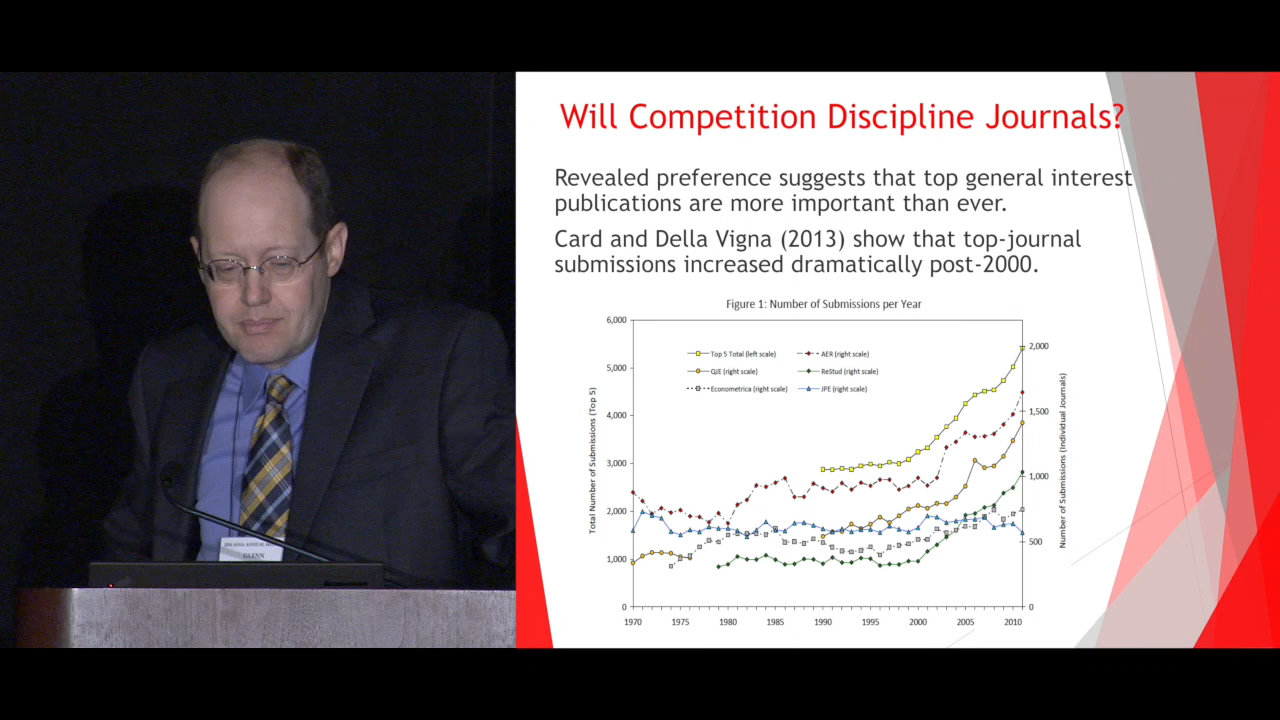 Will Competition Discipline Journals?
Revealed preference suggests that top general interest
publications are more important than ever.
Card and Della Vigna (2013) show that top-journal
submissions increased dramatically post-2000.
Figure 1: Number of Submissions per Year
Top 5 Total (left scale)
AER (right scale)
QJE (right scale)
ReStud (right scale)
Econometrica (right scale)
JPE (right scale)
Total Number of Submissions (Top 5)
6,000
5,000
4,000
3,000
2,000
1,000
0
2,000
1,500
1,000
500
0
Number of Submissions (Individual Journals)
1970
1975
1980
1985
1990
1995
2000
2005
2010
GLENN